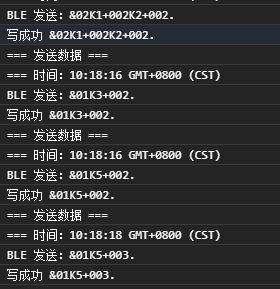 BLE 发送: &02K1+002K2+002.
写成功 &02K1+002K2+002.
=== 发送数据 ===
=== 时间: 10:18:16 GMT+0800 (CST)
BLE 发送: &01K3+002.
写成功 &01K3+002.
=== 发送数据 ===
=== 时间: 10:18:16 GMT+0800 (CST)
BLE 发送: &01K5+002.
写成功 &01K5+002.
=== 发送数据 ===
=== 时间: 10:18:18 GMT+0800 (CST)
BLE 发送: &01K5+003.
写成功 &01K5+003.